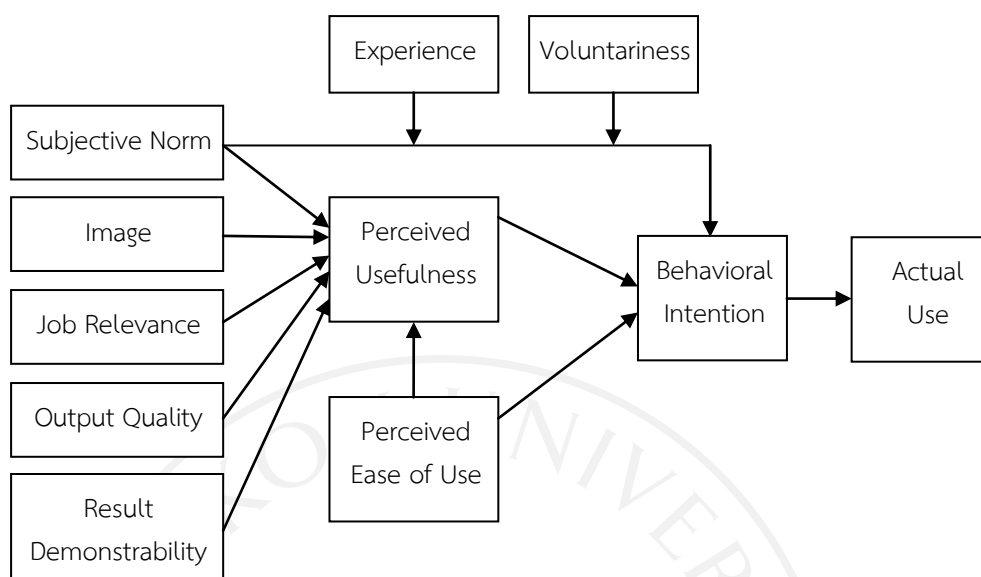 Experience
Voluntariness
Subjective Norm
Image
Job Relevance
Output Quality
Result
Demonstrability
Perceived
Usefulness
Perceived
Ease of Use
Behavioral
Intention
Actual
Use